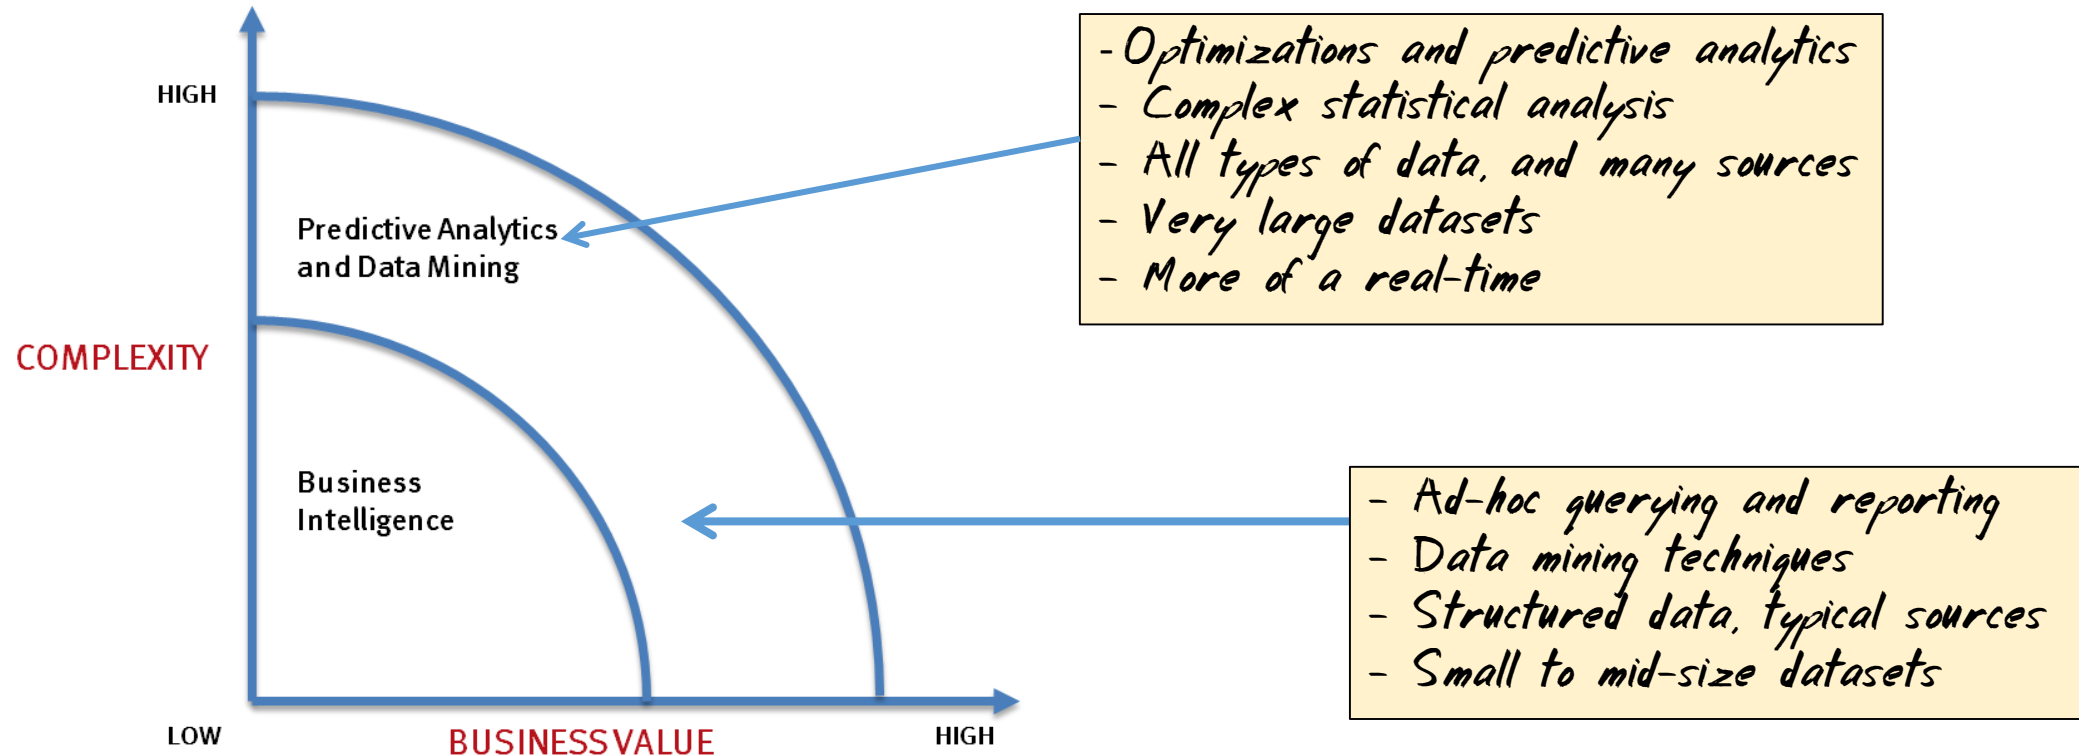 HIGH
Predictive Analytics
and Data Mining
COMPLEXITY
Business
Intelligence
LOW
BUSINESS VALUE
HIGH
- Optimizations and predictive analytics
- Complex statistical analysis
- All types of data, and many sources
- Very large datasets
- More of a real-time
- Ad-hoc querying and reporting
- Data mining techniques
- Structured data, typical sources
- Small to mid-size datasets